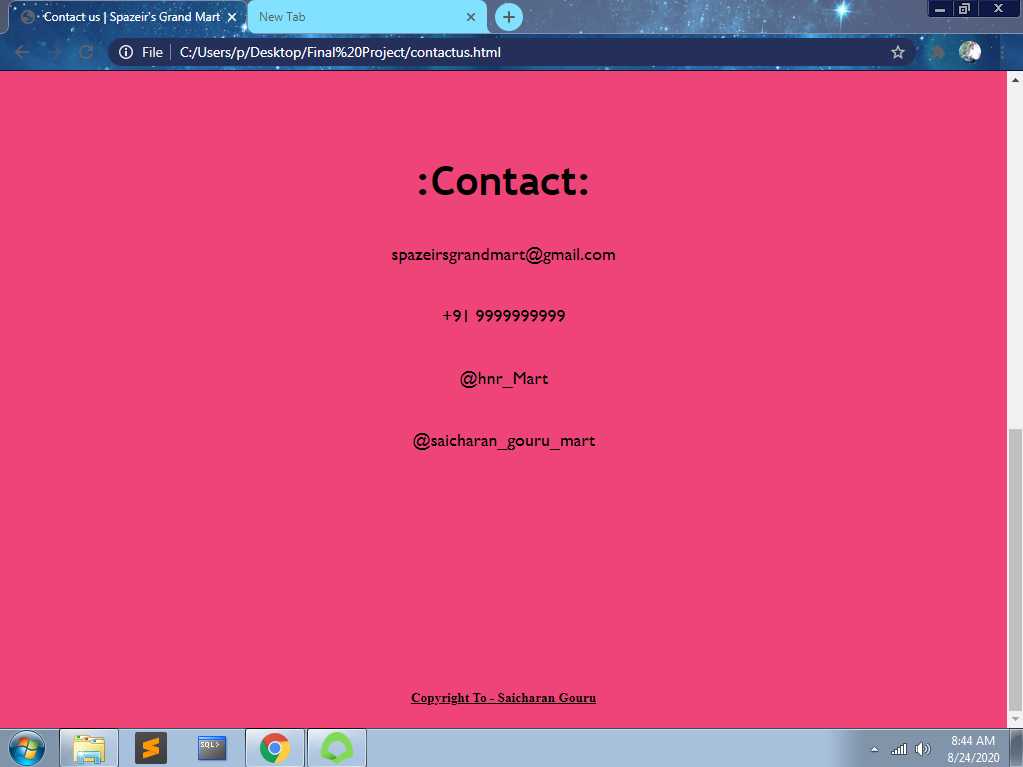 Contact us | Spazeir's Grand Mart
New Tab
File C:/Users/p/Desktop/Final%20Project/contactus.html
:Contact:
spazeirsgrandmart@gmail.com
+91 9999999999
@hnr_Mart
@saicharan_gouru_mart
Copyright To - Saicharan Gouru
SQL>
8:44 AM
8/24/2020